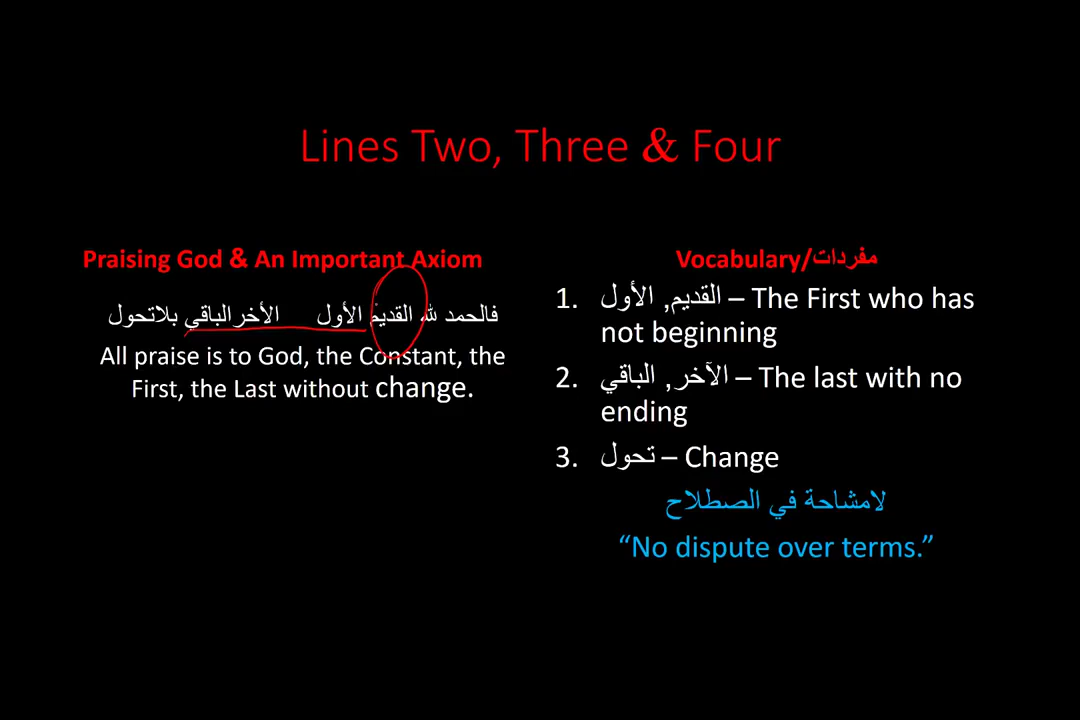 Lines Two, Three & Four
Praising God & An Important Axiom
فالحمد لله القديم الأول الأخر الباقي بلاتحول
All praise is to God, the Constant, the
First, the Last without change.
Vocabulary/مفردات
1. القديم, الأول – The First who has
not beginning
2. الآخر, الباقي – The last with no
ending
3. تحول – Change
لامشاحة في الصطلاح
“No dispute over terms.”